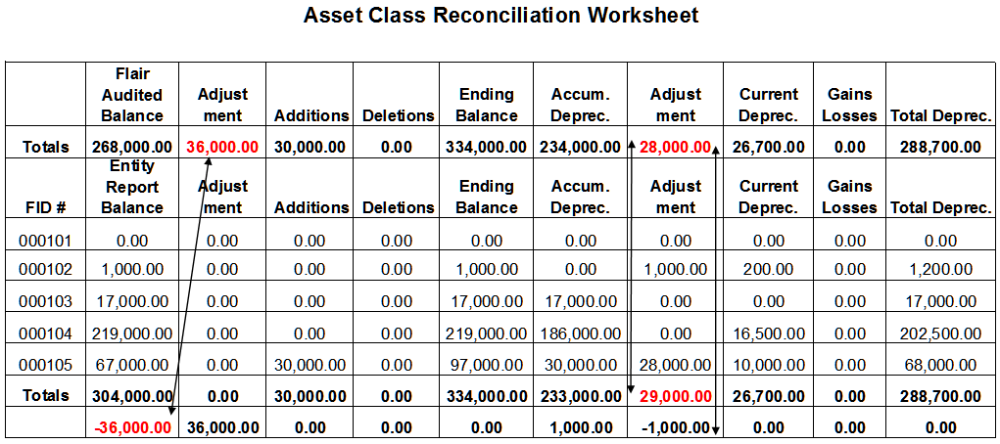 Asset Class Reconciliation Worksheet
Flair
Audited Adjust Ending Accum. Adjust Current Gains
Balance ment Additions Deletions Balance Deprec. ment Deprec. Losses Total Deprec.
Totals 268,000.00 36,000.00 30,000.00 0.00 334,000.00 234,000.00 28,000.00 26,700.00 0.00 288,700.00
Entity
Report Adjust Ending Accum. Adjust Current Gains
FID # Balance ment Additions Deletions Balance Deprec. ment Deprec. Losses Total Deprec.
000101 0.00 0.00 0.00 0.00 0.00 0.00 0.00 0.00 0.00 0.00
000102 1,000.00 0.00 0.00 0.00 1,000.00 0.00 1,000.00 200.00 0.00 1,200.00
000103 17,000.00 0.00 0.00 0.00 17,000.00 17,000.00 0.00 0.00 0.00 17,000.00
000104 219,000.00 0.00 0.00 0.00 219,000.00 186,000.00 0.00 16,500.00 0.00 202,500.00
000105 67,000.00 0.00 30,000.00 0.00 97,000.00 30,000.00 28,000.00 10,000.00 0.00 68,000.00
Totals 304,000.00 0.00 30,000.00 0.00 334,000.00 233,000.00 29,000.00 26,700.00 0.00 288,700.00
-36,000.00 36,000.00 0.00 0.00 0.00 1,000.00 -1,000.00 0.00 0.00 0.00